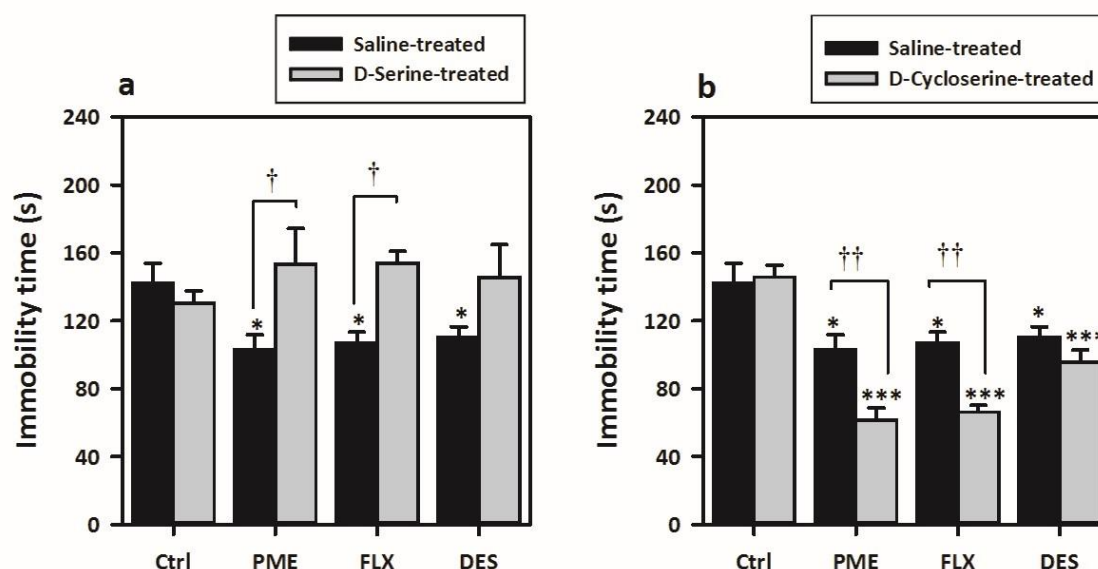 Saline-treated
D-Serine-treated
a
240
200
160
120
80
40
0
Immobility time (s)
†
†
*
*
*
Ctrl
PME
FLX
DES
Saline-treated
D-Cycloserine-treated
b
240
200
160
120
80
40
0
Immobility time (s)
††
††
*
***
*
***
*
***
Ctrl
PME
FLX
DES